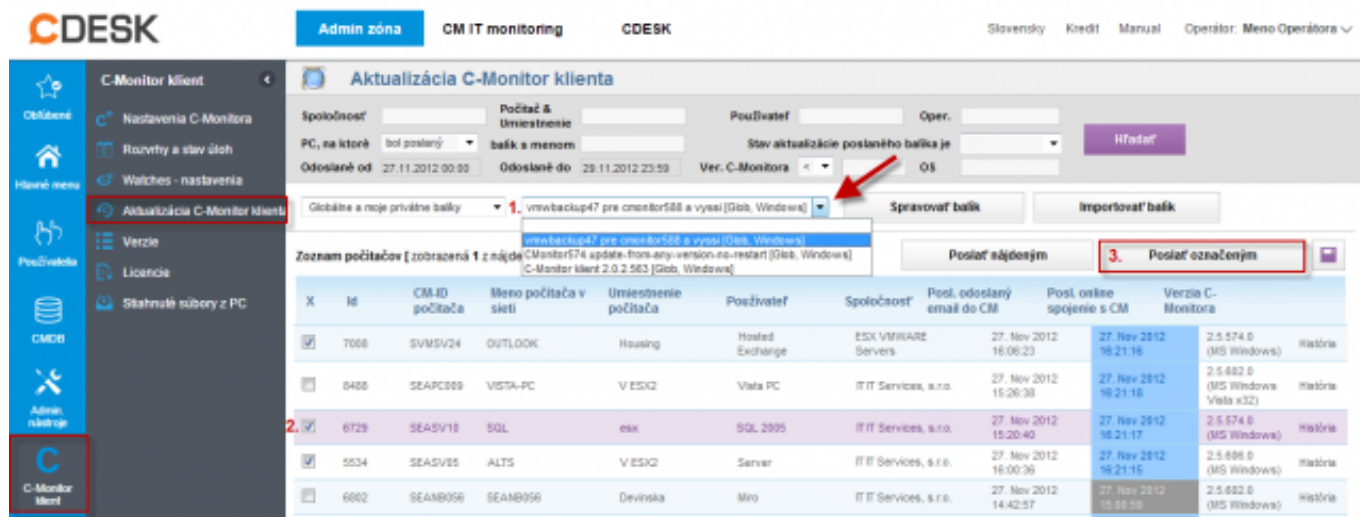 CDESK
Admin zóna CM IT monitoring CDESK
Slovensky Kredit Manual Operátor: Meno Operátora
Obľúbené
Hlavné menu
Používatelia
CMDB
Admin. nástroje
C-Monitor klient
C-Monitor klient
Nastavenia C-Monitora
Rozvrhy a stav úloh
Watches - nastavenia
Aktualizácia C-Monitor klienta
Verzie
Licencie
Stiahnuté súbory z PC
Aktualizácia C-Monitor klienta
Spoločnosť Počítač & Umiestnenie Používateľ Oper.
PC, na ktoré bol poslaný balík s menom Stav aktualizácie poslaného balíka je Hľadať
Odoslané od 27.11.2012 00:00 Odoslané do 29.11.2012 23:59 Ver. C-Monitora < OS
Globálne a moje privátne balíky 1. vmwbackup47 pre cmonitor588 a vyssi [Glob, Windows] Spravovať balík Importovať balík
vmwbackup47 pre cmonitor588 a vyssi [Glob, Windows]
CMonitor574 update-from-any-version-no-restart [Glob, Windows]
C-Monitor klient 2.0.2.563 [Glob, Windows]
Zoznam počítačov [ zobrazená 1 z nájde Poslať nájdeným 3. Poslať označeným
X Id CM-ID počítača Meno počítača v sieti Umiestnenie počítača Používateľ Spoločnosť Posl. odoslaný email do CM Posl. online spojenie s CM Verzia C-Monitora
7008 SVMSV24 OUTLOOK Housing Hosted Exchange ESX VMWARE Servers 27. Nov 2012 16:06:23 27. Nov 2012 16:21:16 2.5.574.0 (MS Windows) História
8488 SEAPC009 VISTA-PC V ESX2 Vista PC IT IT Services, s.r.o. 27. Nov 2012 15:26:38 27. Nov 2012 16:21:18 2.5.602.0 (MS Windows Vista x32) História
2. 6729 SEASV10 SQL esx SQL 2005 IT IT Services, s.r.o. 27. Nov 2012 15:20:40 27. Nov 2012 16:21:17 2.5.574.0 (MS Windows) História
5534 SEASV05 ALTS V ESX2 Server IT IT Services, s.r.o. 27. Nov 2012 16:00:36 27. Nov 2012 16:21:15 2.5.606.0 (MS Windows) História
6802 SEANB056 SEANB056 Devinska Miro IT IT Services, s.r.o. 27. Nov 2012 14:42:57 27. Nov 2012 15:00:59 2.5.602.0 (MS Windows) História